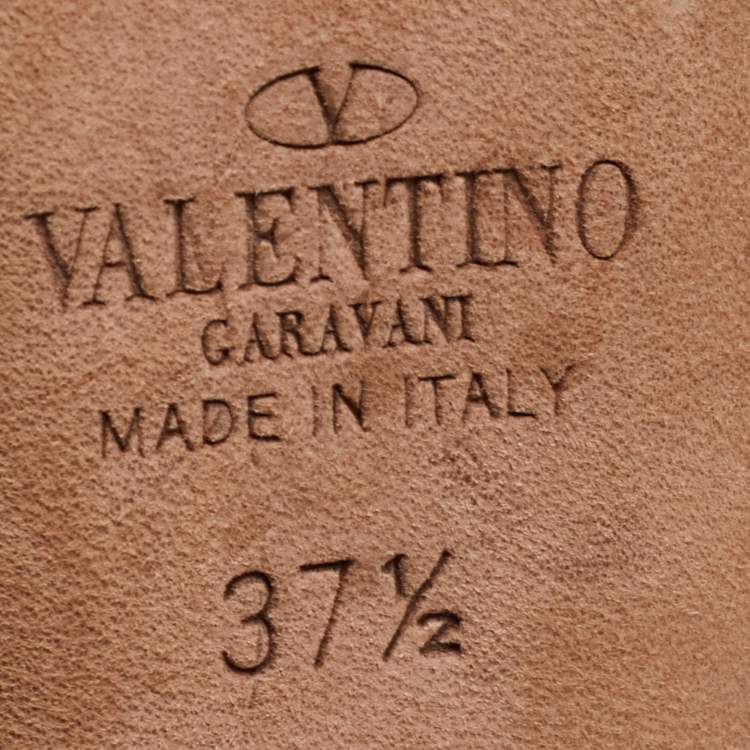 V
VALENTINO
GARAVANI
MADE IN ITALY
37½